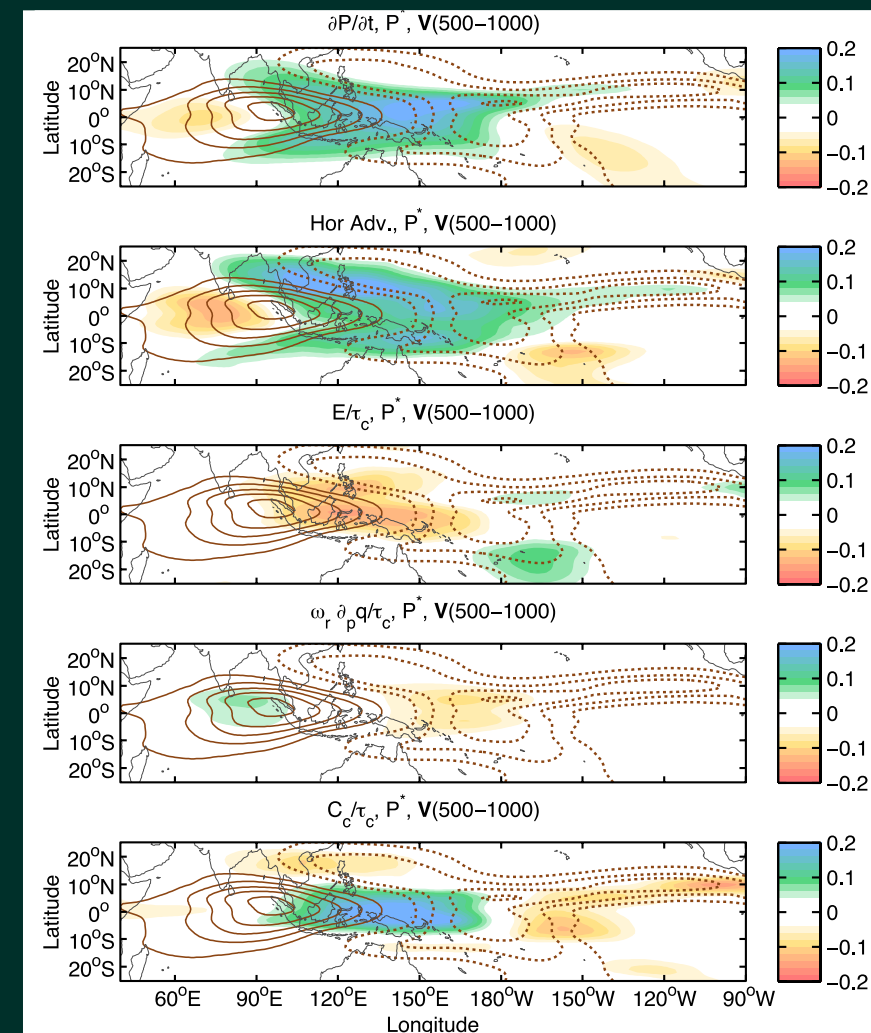 ∂P/∂t, P*, V(500−1000)
20°N
10°N
0°
10°S
20°S
Latitude
0.2
0.1
0
−0.1
−0.2
Hor Adv., P*, V(500−1000)
20°N
10°N
0°
10°S
20°S
Latitude
0.2
0.1
0
−0.1
−0.2
E/τc, P*, V(500−1000)
20°N
10°N
0°
10°S
20°S
Latitude
0.2
0.1
0
−0.1
−0.2
ωr ∂pq/τc, P*, V(500−1000)
20°N
10°N
0°
10°S
20°S
Latitude
0.2
0.1
0
−0.1
−0.2
Cc/τc, P*, V(500−1000)
20°N
10°N
0°
10°S
20°S
Latitude
0.2
0.1
0
−0.1
−0.2
60°E 90°E 120°E 150°E 180°W 150°W 120°W 90°W
Longitude